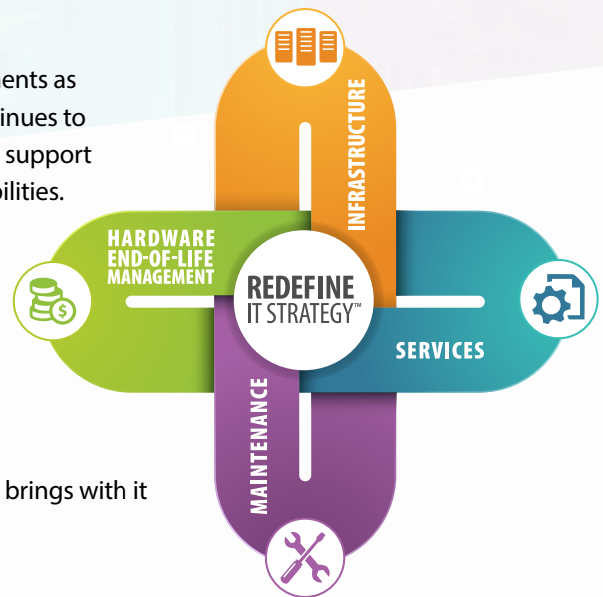 ents as
inues to
support
bilities.
INFRASTRUCTURE
HARDWARE
END-OF-LIFE
MANAGEMENT
REDEFINE
IT STRATEGY™
SERVICES
MAINTENANCE
brings with it